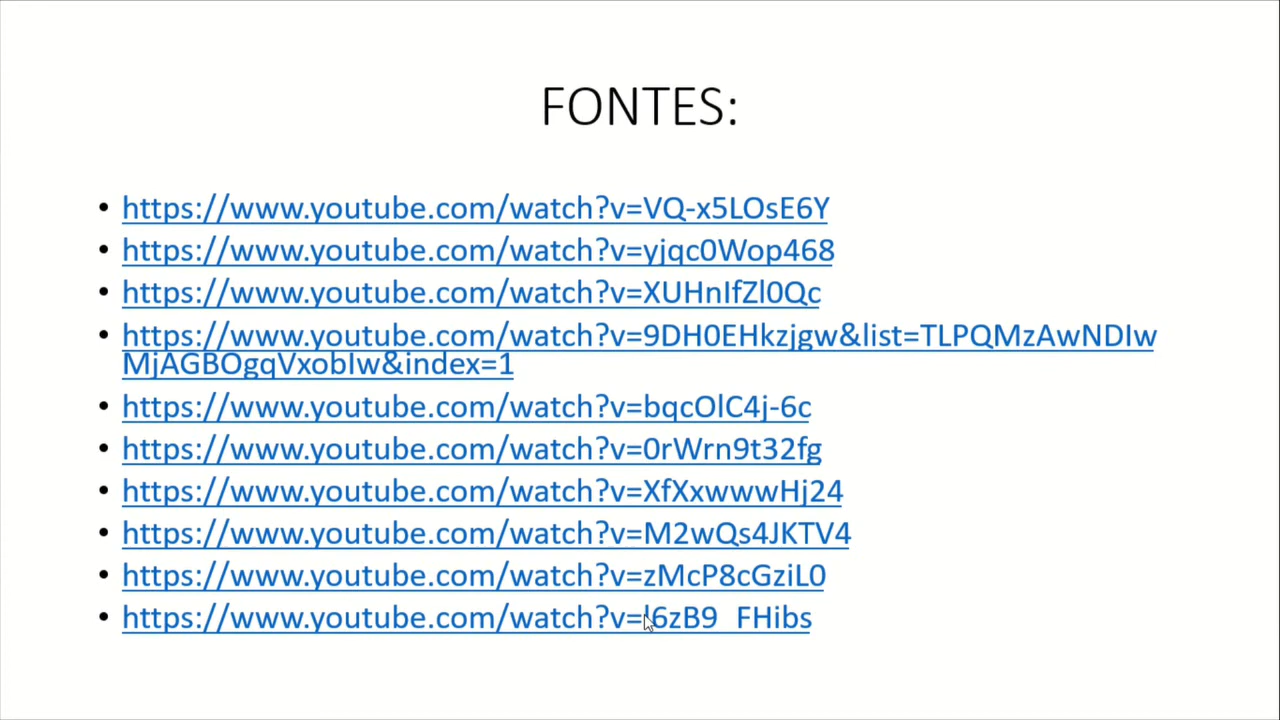 FONTES:
• https://www.youtube.com/watch?v=VQ-x5LOsE6Y
• https://www.youtube.com/watch?v=yjqc0Wop468
• https://www.youtube.com/watch?v=XUHnIfZl0Qc
• https://www.youtube.com/watch?v=9DH0EHkzjgw&list=TLPQMzAwNDIw
MjAGBOgqVxobIw&index=1
• https://www.youtube.com/watch?v=bqcOlC4j-6c
• https://www.youtube.com/watch?v=0rWrn9t32fg
• https://www.youtube.com/watch?v=XfXxwwwHj24
• https://www.youtube.com/watch?v=M2wQs4JKTV4
• https://www.youtube.com/watch?v=zMcP8cGziL0
• https://www.youtube.com/watch?v=l6zB9_FHibs